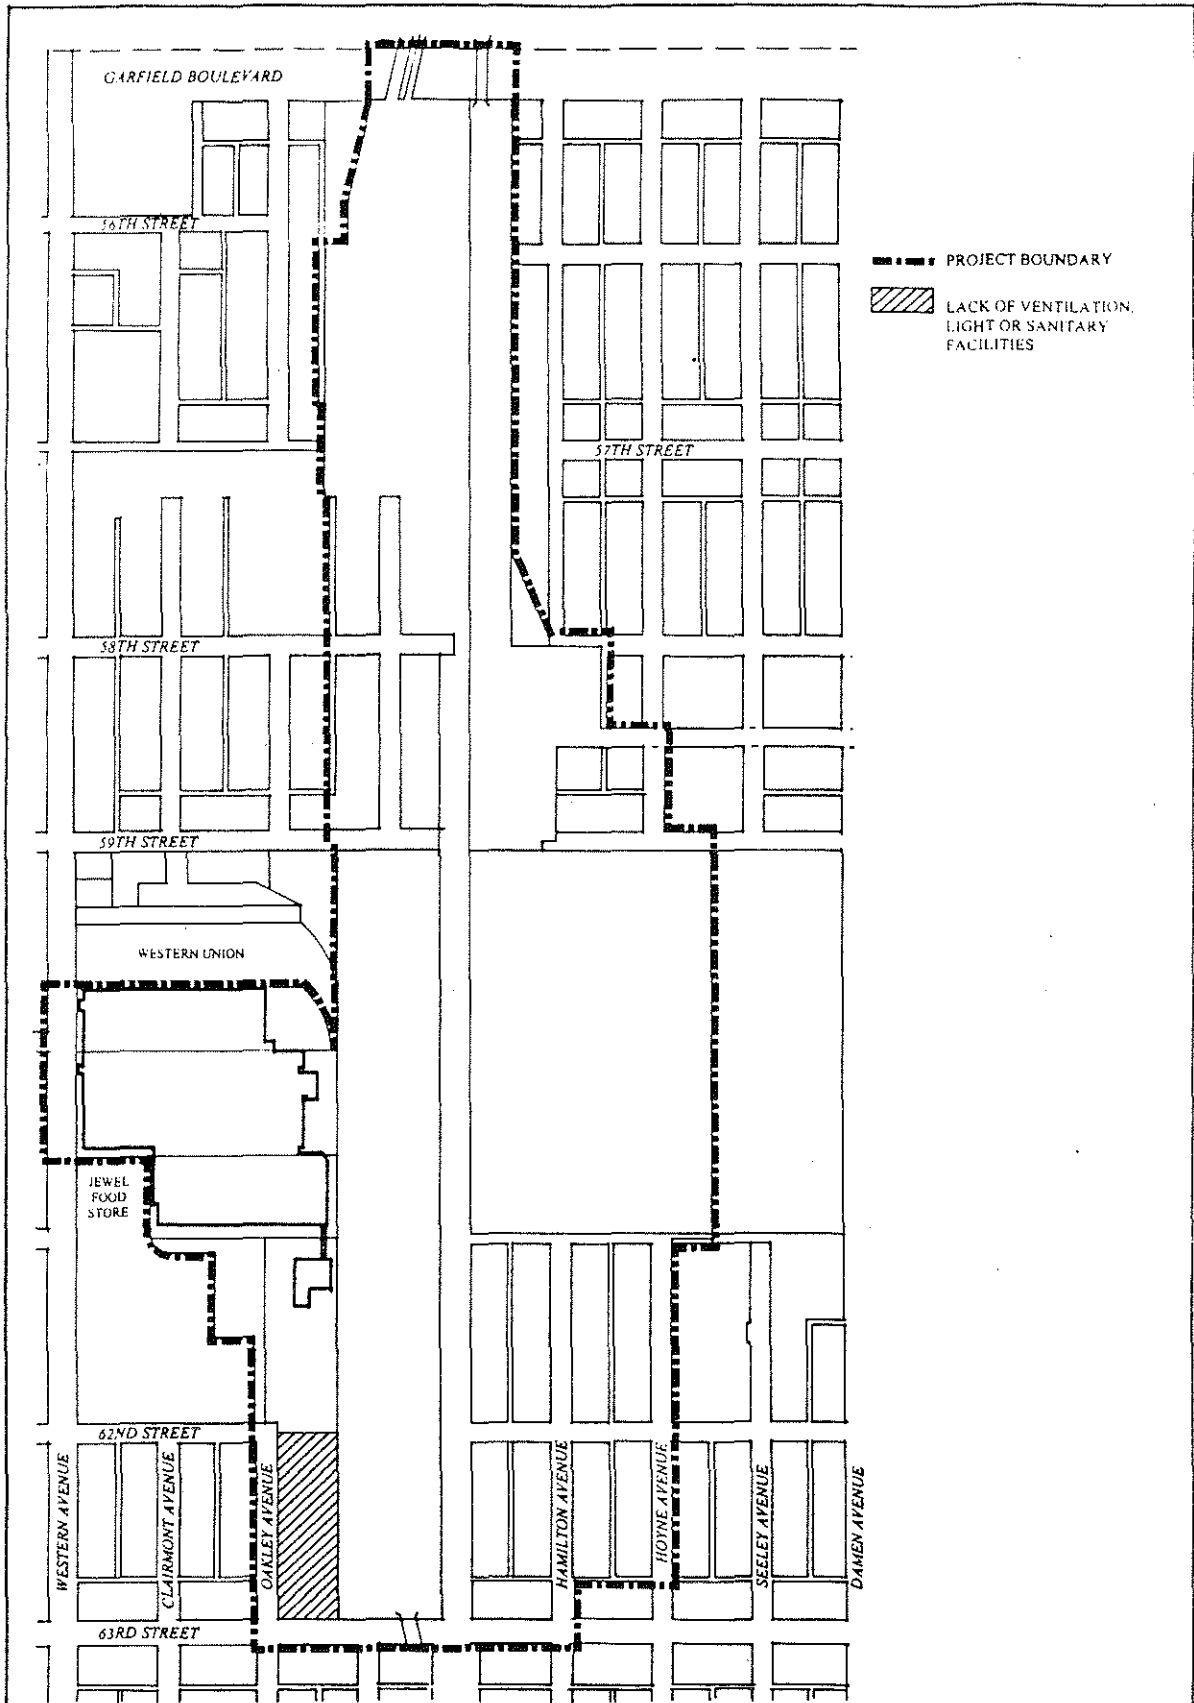 GARFIELD BOULEVARD
56TH STREET
PROJECT BOUNDARY
LACK OF VENTILATION,
LIGHT OR SANITARY
FACILITIES
57TH STREET
58TH STREET
59TH STREET
WESTERN UNION
JEWEL
FOOD
STORE
62ND STREET
WESTERN AVENUE
CLAIRMONT AVENUE
OAKLEY AVENUE
HAMILTON AVENUE
HOYNE AVENUE
SEELEY AVENUE
DAMEN AVENUE
63RD STREET